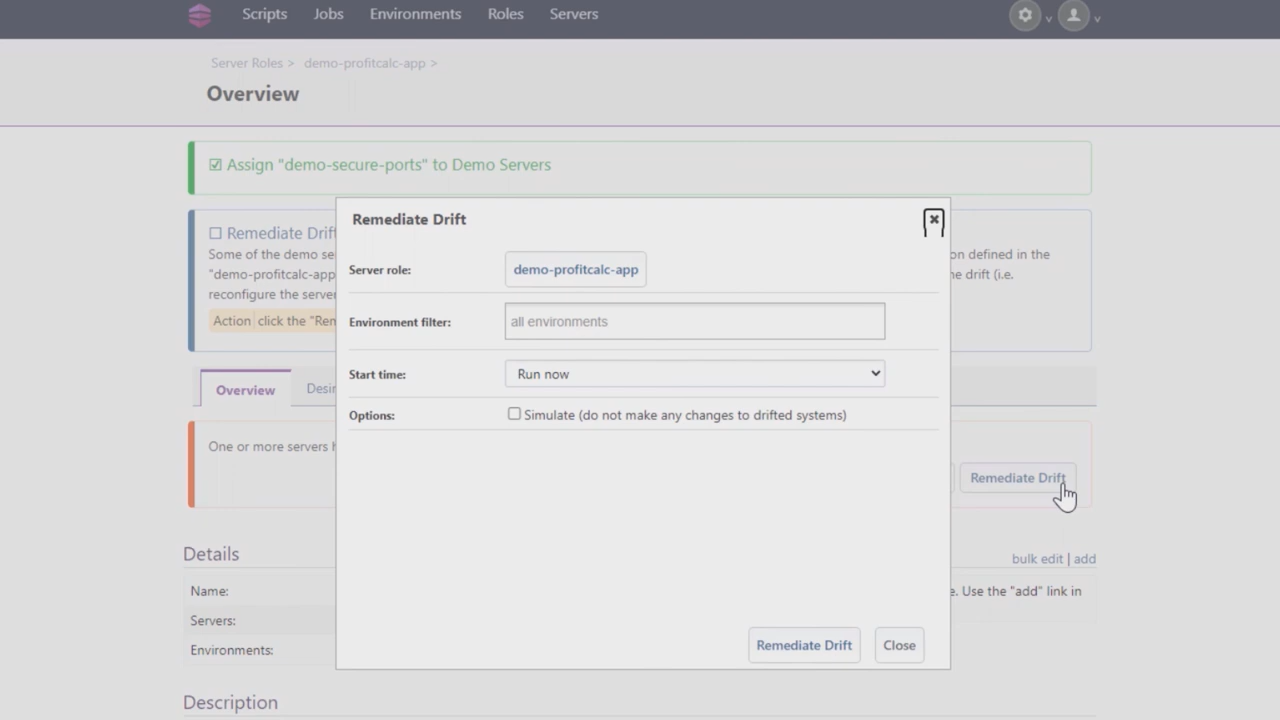 Scripts Jobs Environments Roles Servers
Server Roles > demo-profitcalc-app >
Overview
☑ Assign "demo-secure-ports" to Demo Servers
☐ Remediate Drift
Some of the demo se
on defined in the
"demo-profitcalc-app
e drift (i.e.
reconfigure the server
Action click the "Rem
Overview Desir
One or more servers h
Remediate Drift
Details
bulk edit | add
Name:
e. Use the "add" link in
Servers:
Environments:
Description
Remediate Drift
Server role: demo-profitcalc-app
Environment filter: all environments
Start time: Run now
Options: Simulate (do not make any changes to drifted systems)
Remediate Drift Close